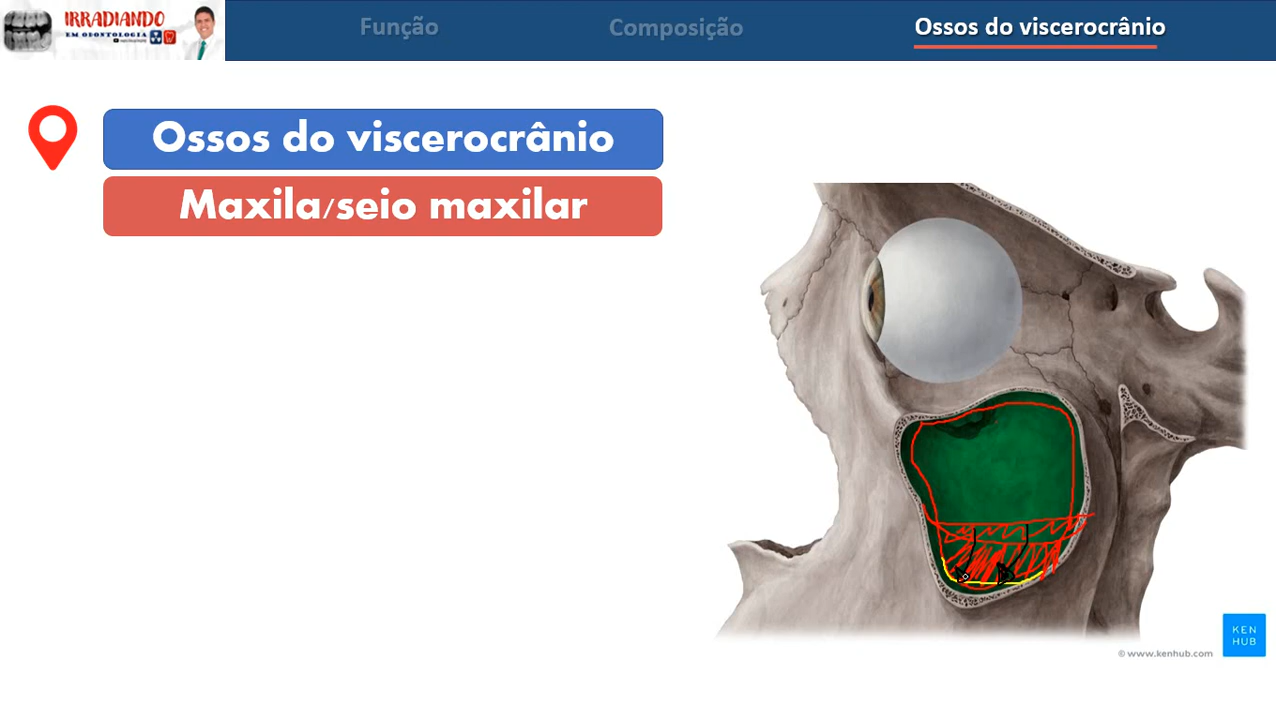 IRRADIANDO
EM ODONTOLOGIA
Função
Composição
Ossos do viscerocrânio
Ossos do viscerocrânio
Maxila/seio maxilar
KEN
HUB
© www.kenhub.com